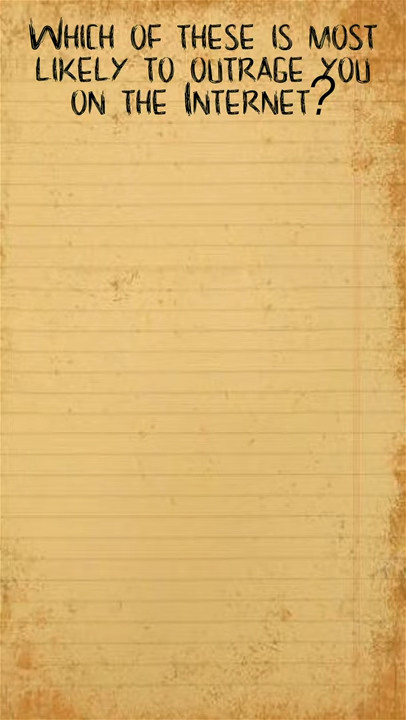 Which of these is most
likely to outrage you
on the Internet?